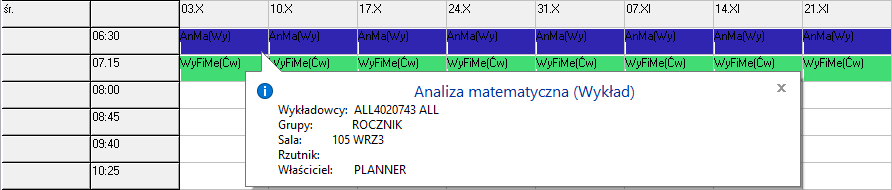 śr. 03.X 10.X 17.X 24.X 31.X 07.XI 14.XI 21.XI
06:30 AnMa(Wy) AnMa(Wy) AnMa(Wy) AnMa(Wy) AnMa(Wy) AnMa(Wy) AnMa(Wy) AnMa(Wy)
07.15 WyFiMe(Ćw) WyFiMe(Ćw) WyFiMe(Ćw) WyFiMe(Ćw) WyFiMe(Ćw) WyFiMe(Ćw) WyFiMe(Ćw) WyFiMe(Ćw)
08:00
08:45
09:40
10:25
Analiza matematyczna (Wykład)
Wykładowcy: ALL4020743 ALL
Grupy: ROCZNIK
Sala: 105 WRZ3
Rzutnik:
Właściciel: PLANNER